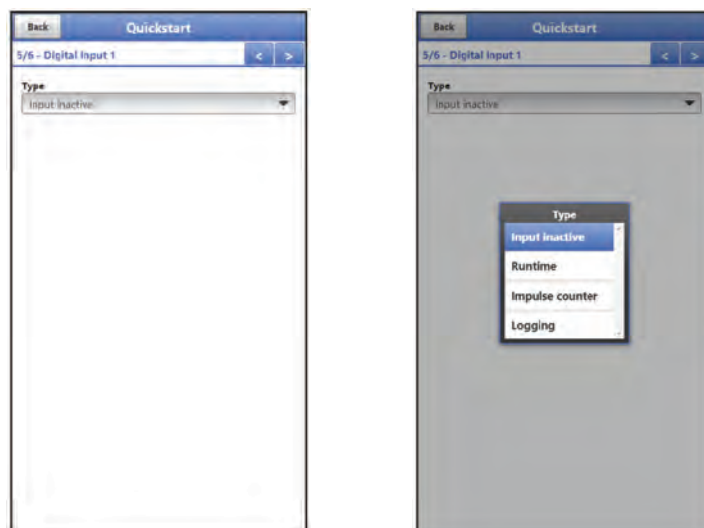 Back Quickstart
5/6 - Digital Input 1 < >
Type
Input inactive
Back Quickstart
5/6 - Digital Input 1 < >
Type
Input inactive
Type
Input inactive
Runtime
Impulse counter
Logging